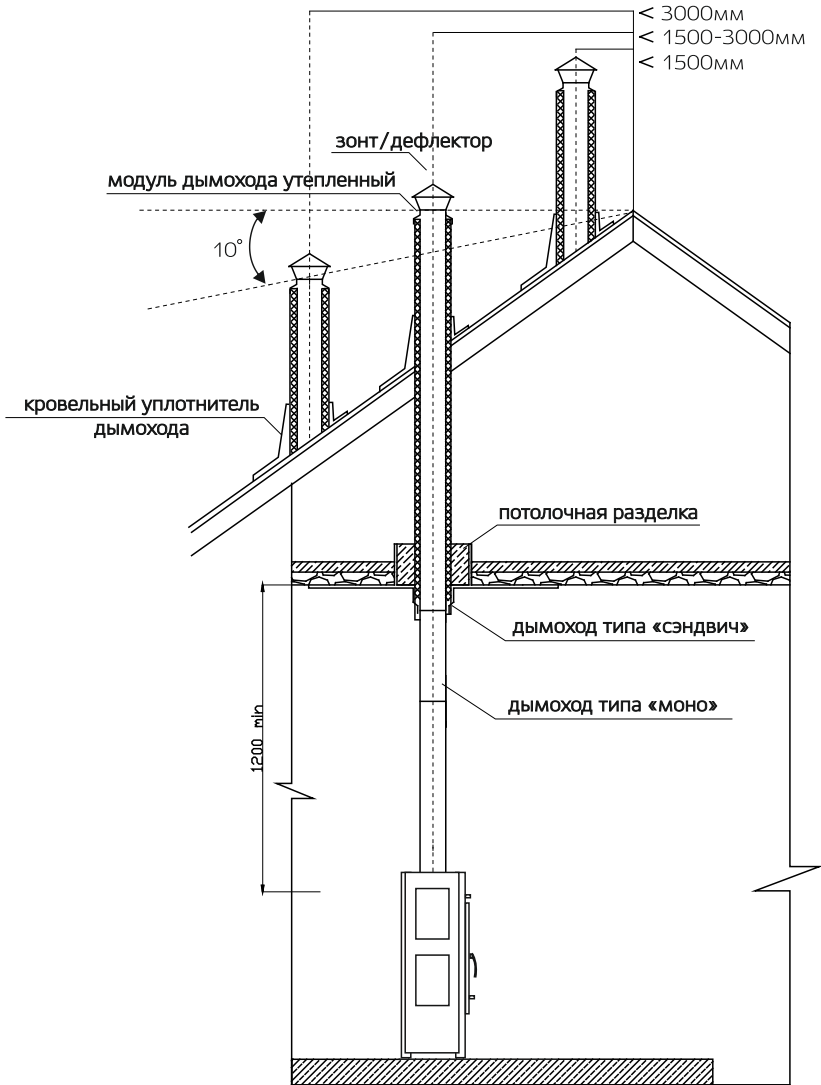 < 3000мм
< 1500-3000мм
< 1500мм
зонт/дефлектор
модуль дымохода утепленный
10°
кровельный уплотнитель
дымохода
потолочная разделка
дымоход типа «сэндвич»
дымоход типа «моно»
1200 min